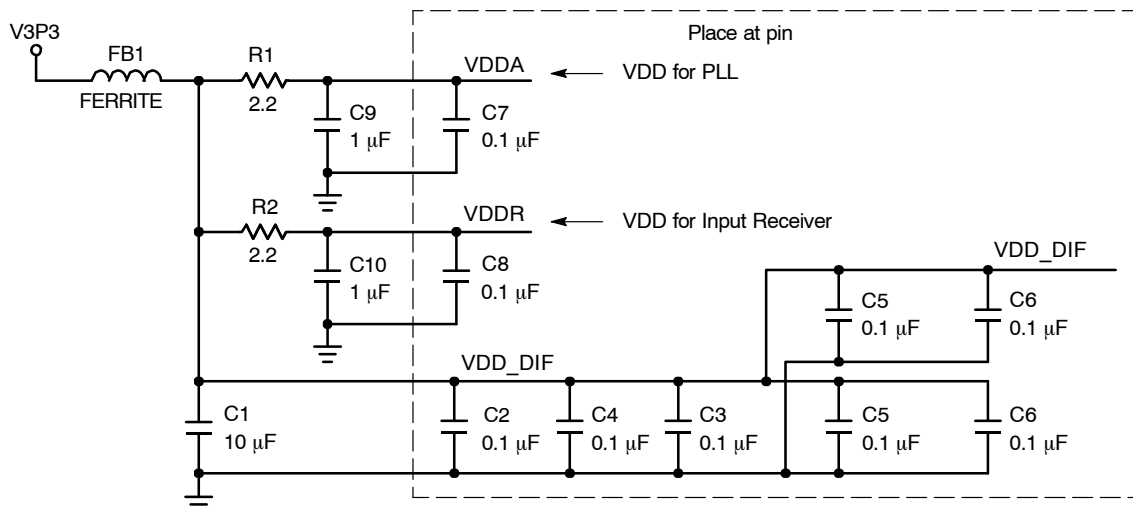 V3P3
FB1
FERRITE
R1
2.2
C9
1 μF
C7
0.1 μF
VDDA
Place at pin
VDD for PLL
R2
2.2
C10
1 μF
C8
0.1 μF
VDDR
VDD for Input Receiver
VDD_DIF
C5
0.1 μF
C6
0.1 μF
VDD_DIF
C1
10 μF
C2
0.1 μF
C4
0.1 μF
C3
0.1 μF
C5
0.1 μF
C6
0.1 μF